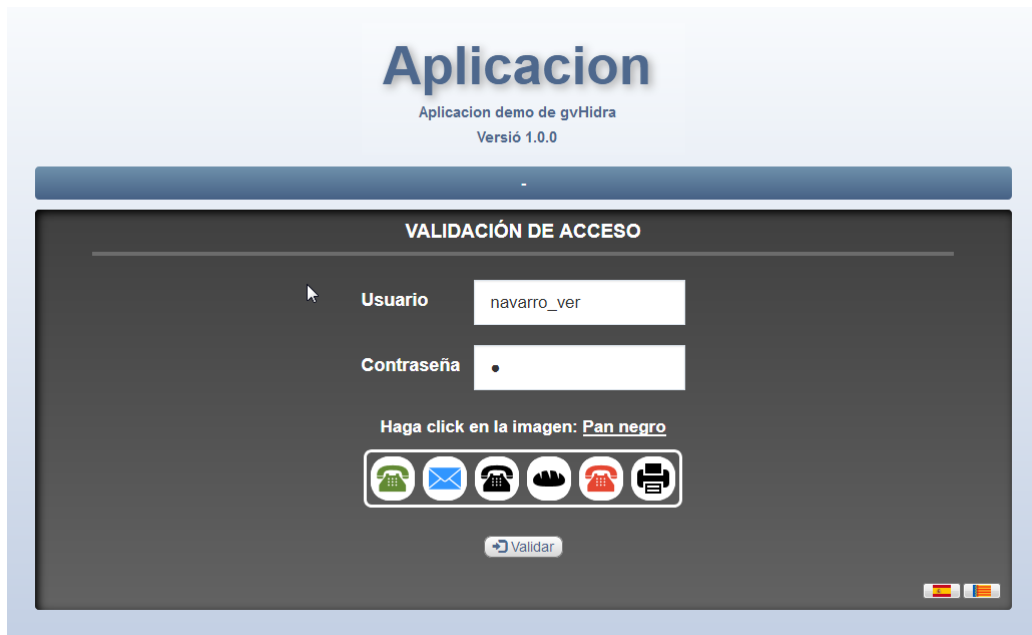 Aplicacion
Aplicacion demo de gvHidra
Versió 1.0.0
-
VALIDACIÓN DE ACCESO
Usuario
navarro_ver
Contraseña
●
Haga click en la imagen: Pan negro
Validar